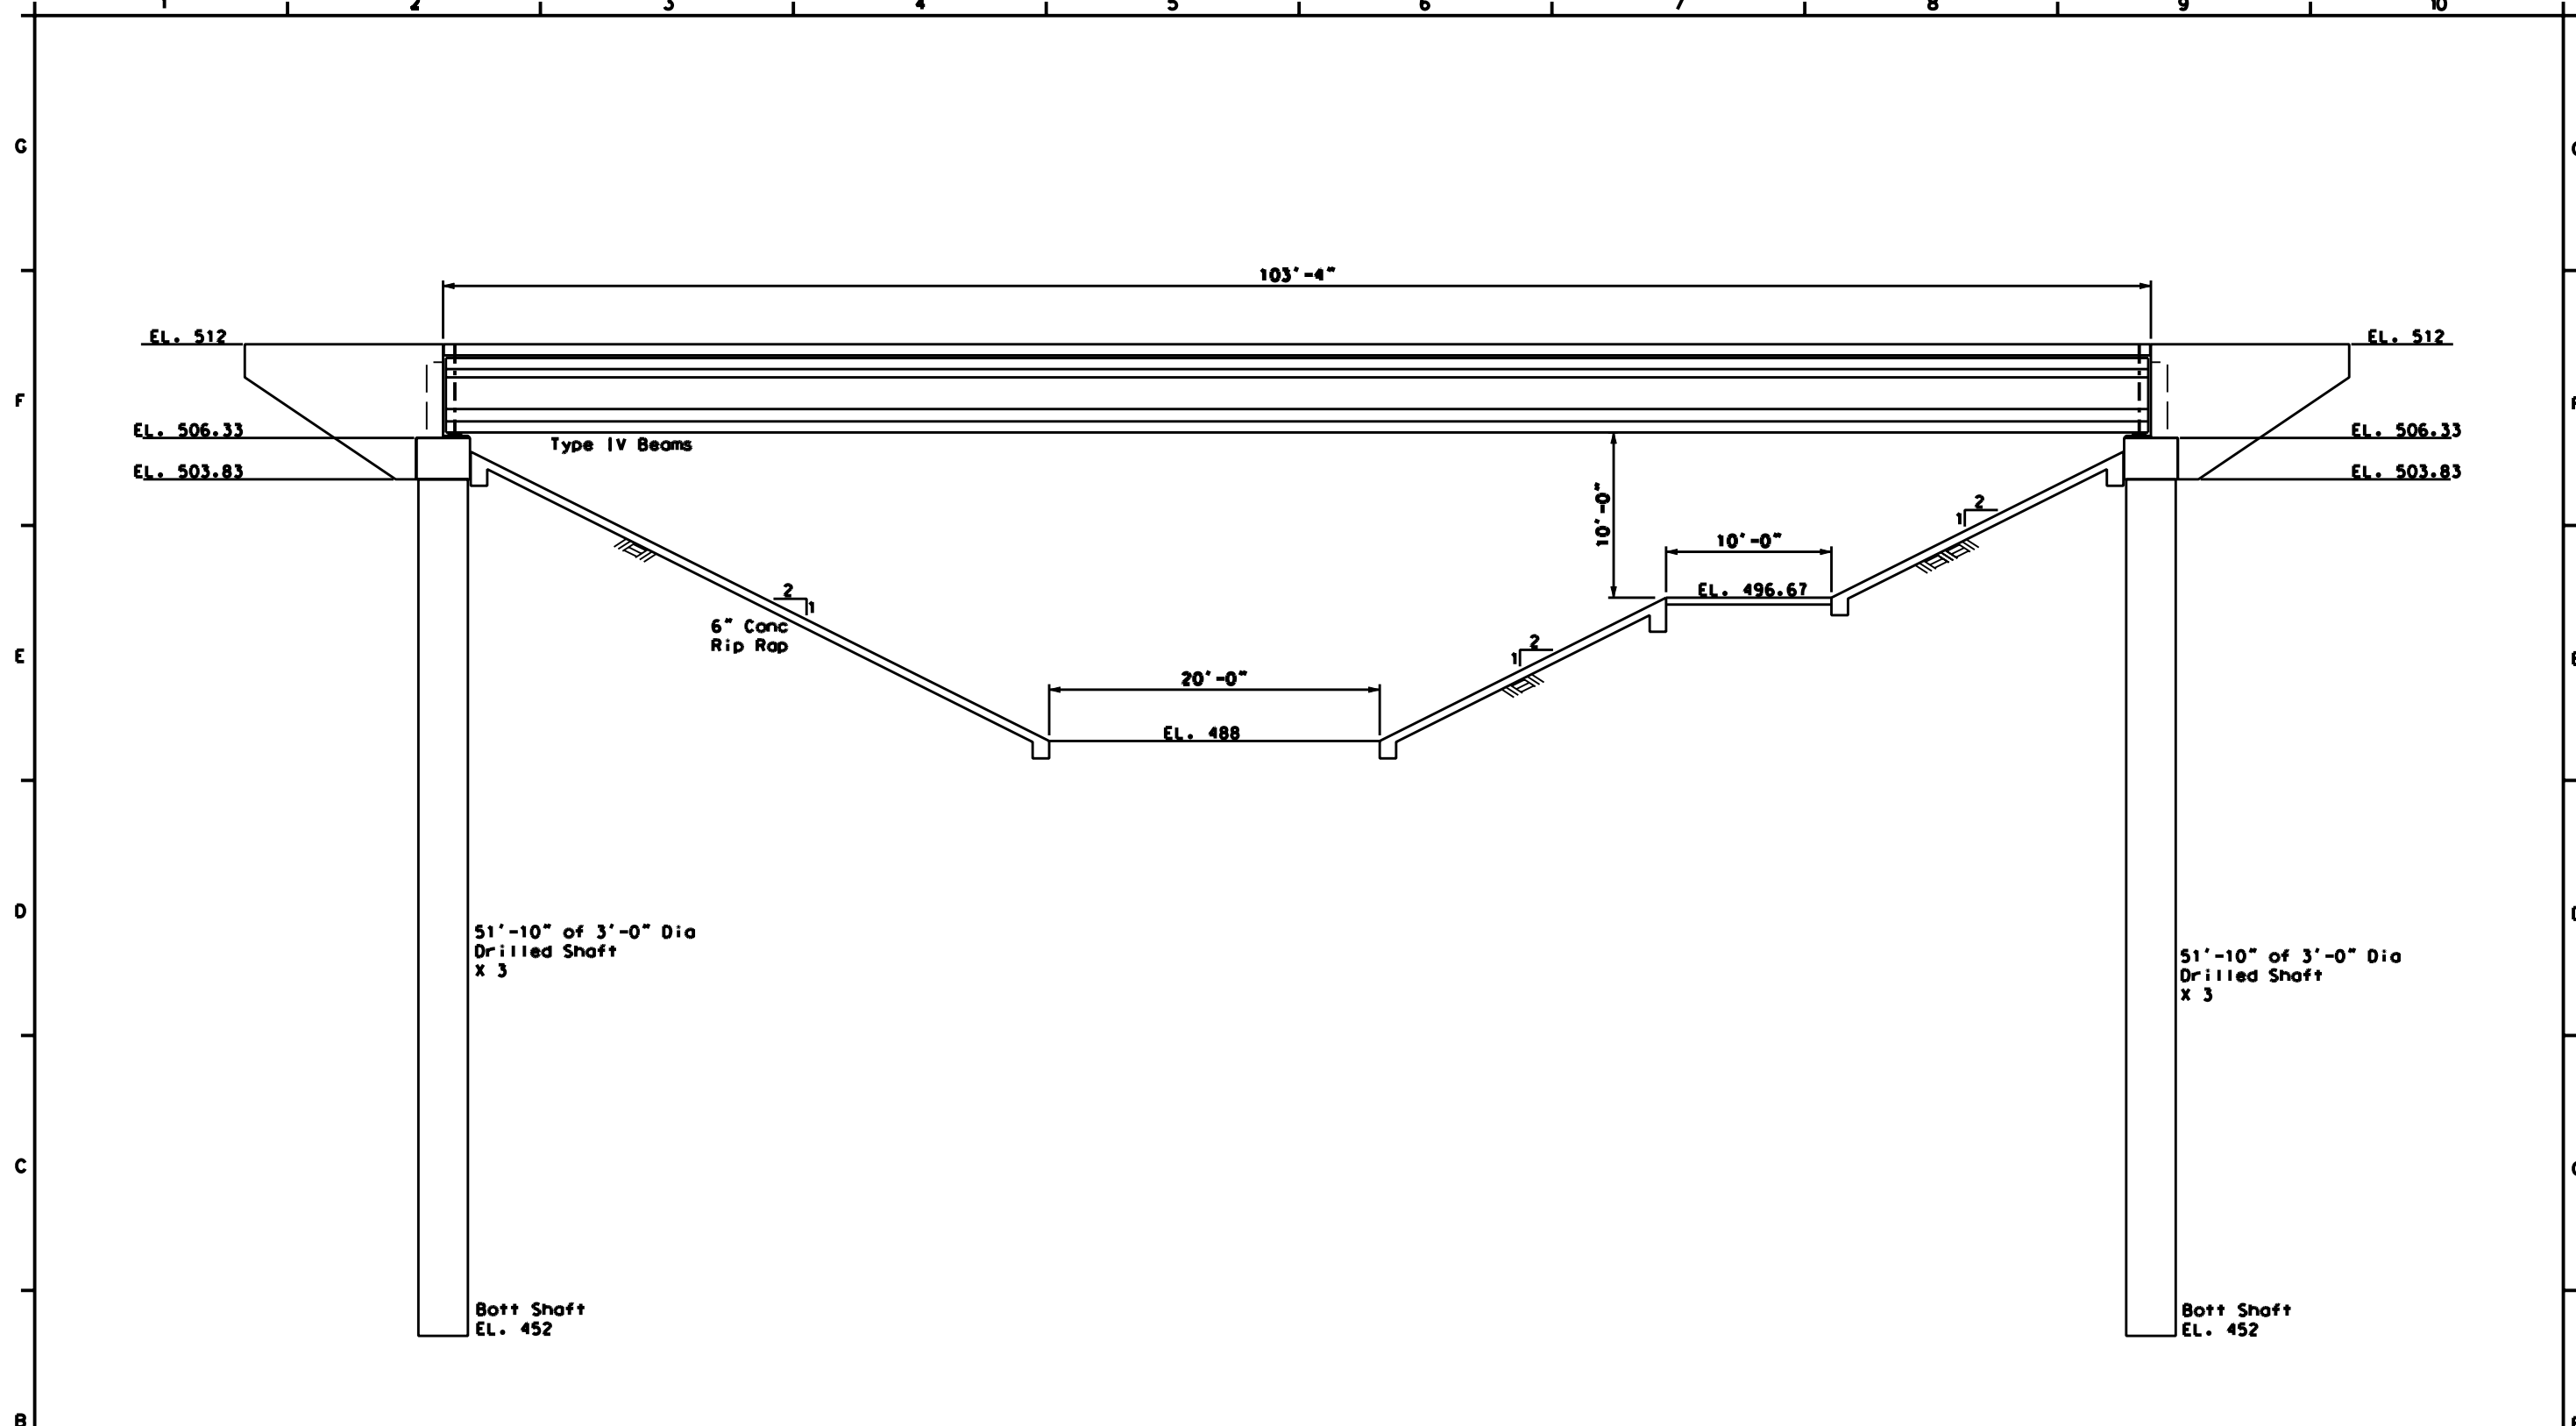 1 2 3 4 5 6 7 8 9 10
G
103'-4"
EL. 512
EL. 512
F
EL. 506.33
EL. 506.33
Type IV Beams
EL. 503.83
EL. 503.83
2
1
10'-0"
10'-0"
EL. 496.67
2
1
6" Conc
Rip Rap
2
1
E
20'-0"
EL. 488
D
51'-10" of 3'-0" Dia
Drilled Shaft
X 3
51'-10" of 3'-0" Dia
Drilled Shaft
X 3
C
Bott Shaft
EL. 452
Bott Shaft
EL. 452
B